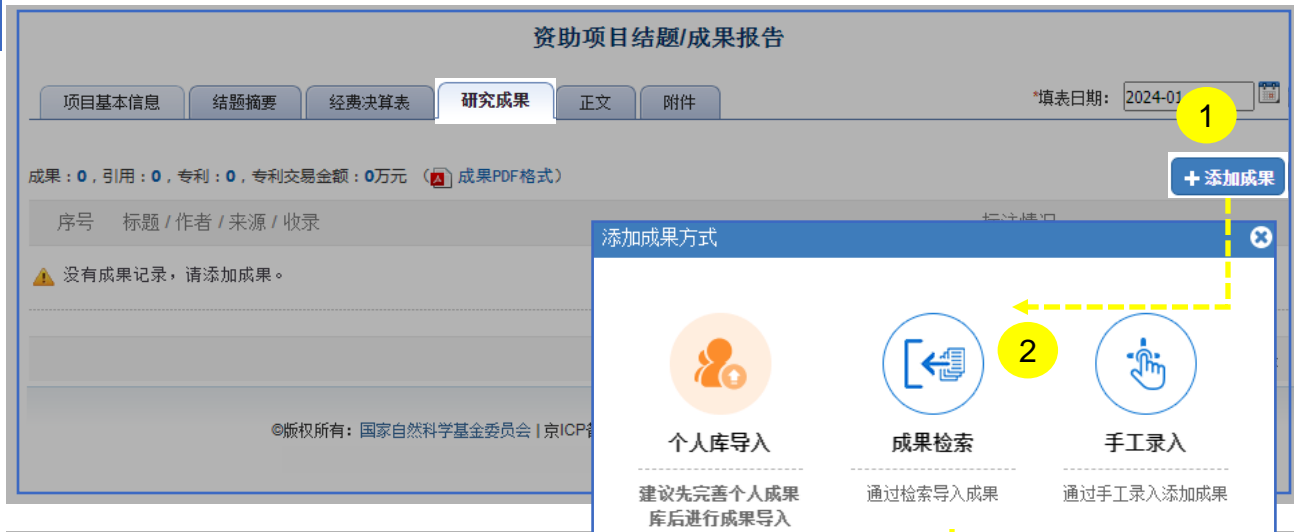 资助项目结题/成果报告
项目基本信息 结题摘要 经费决算表 研究成果 正文 附件 *填表日期： 2024-01
1
成果：0，引用：0，专利：0，专利交易金额：0万元 （成果PDF格式）
+ 添加成果
序号 标题 / 作者 / 来源 / 收录 标注情况
没有成果记录，请添加成果。
添加成果方式
2
个人库导入 成果检索 手工录入
建议先完善个人成果 通过检索导入成果 通过手工录入添加成果
库后进行成果导入
©版权所有：国家自然科学基金委员会 | 京ICP